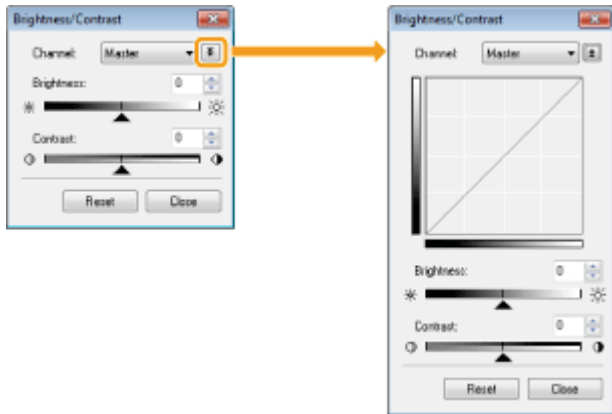 Brightness/Contrast
Channel: Master
Brightness: 0
Contrast: 0
Reset Close
Brightness/Contrast
Channel: Master
Brightness: 0
Contrast: 0
Reset Close